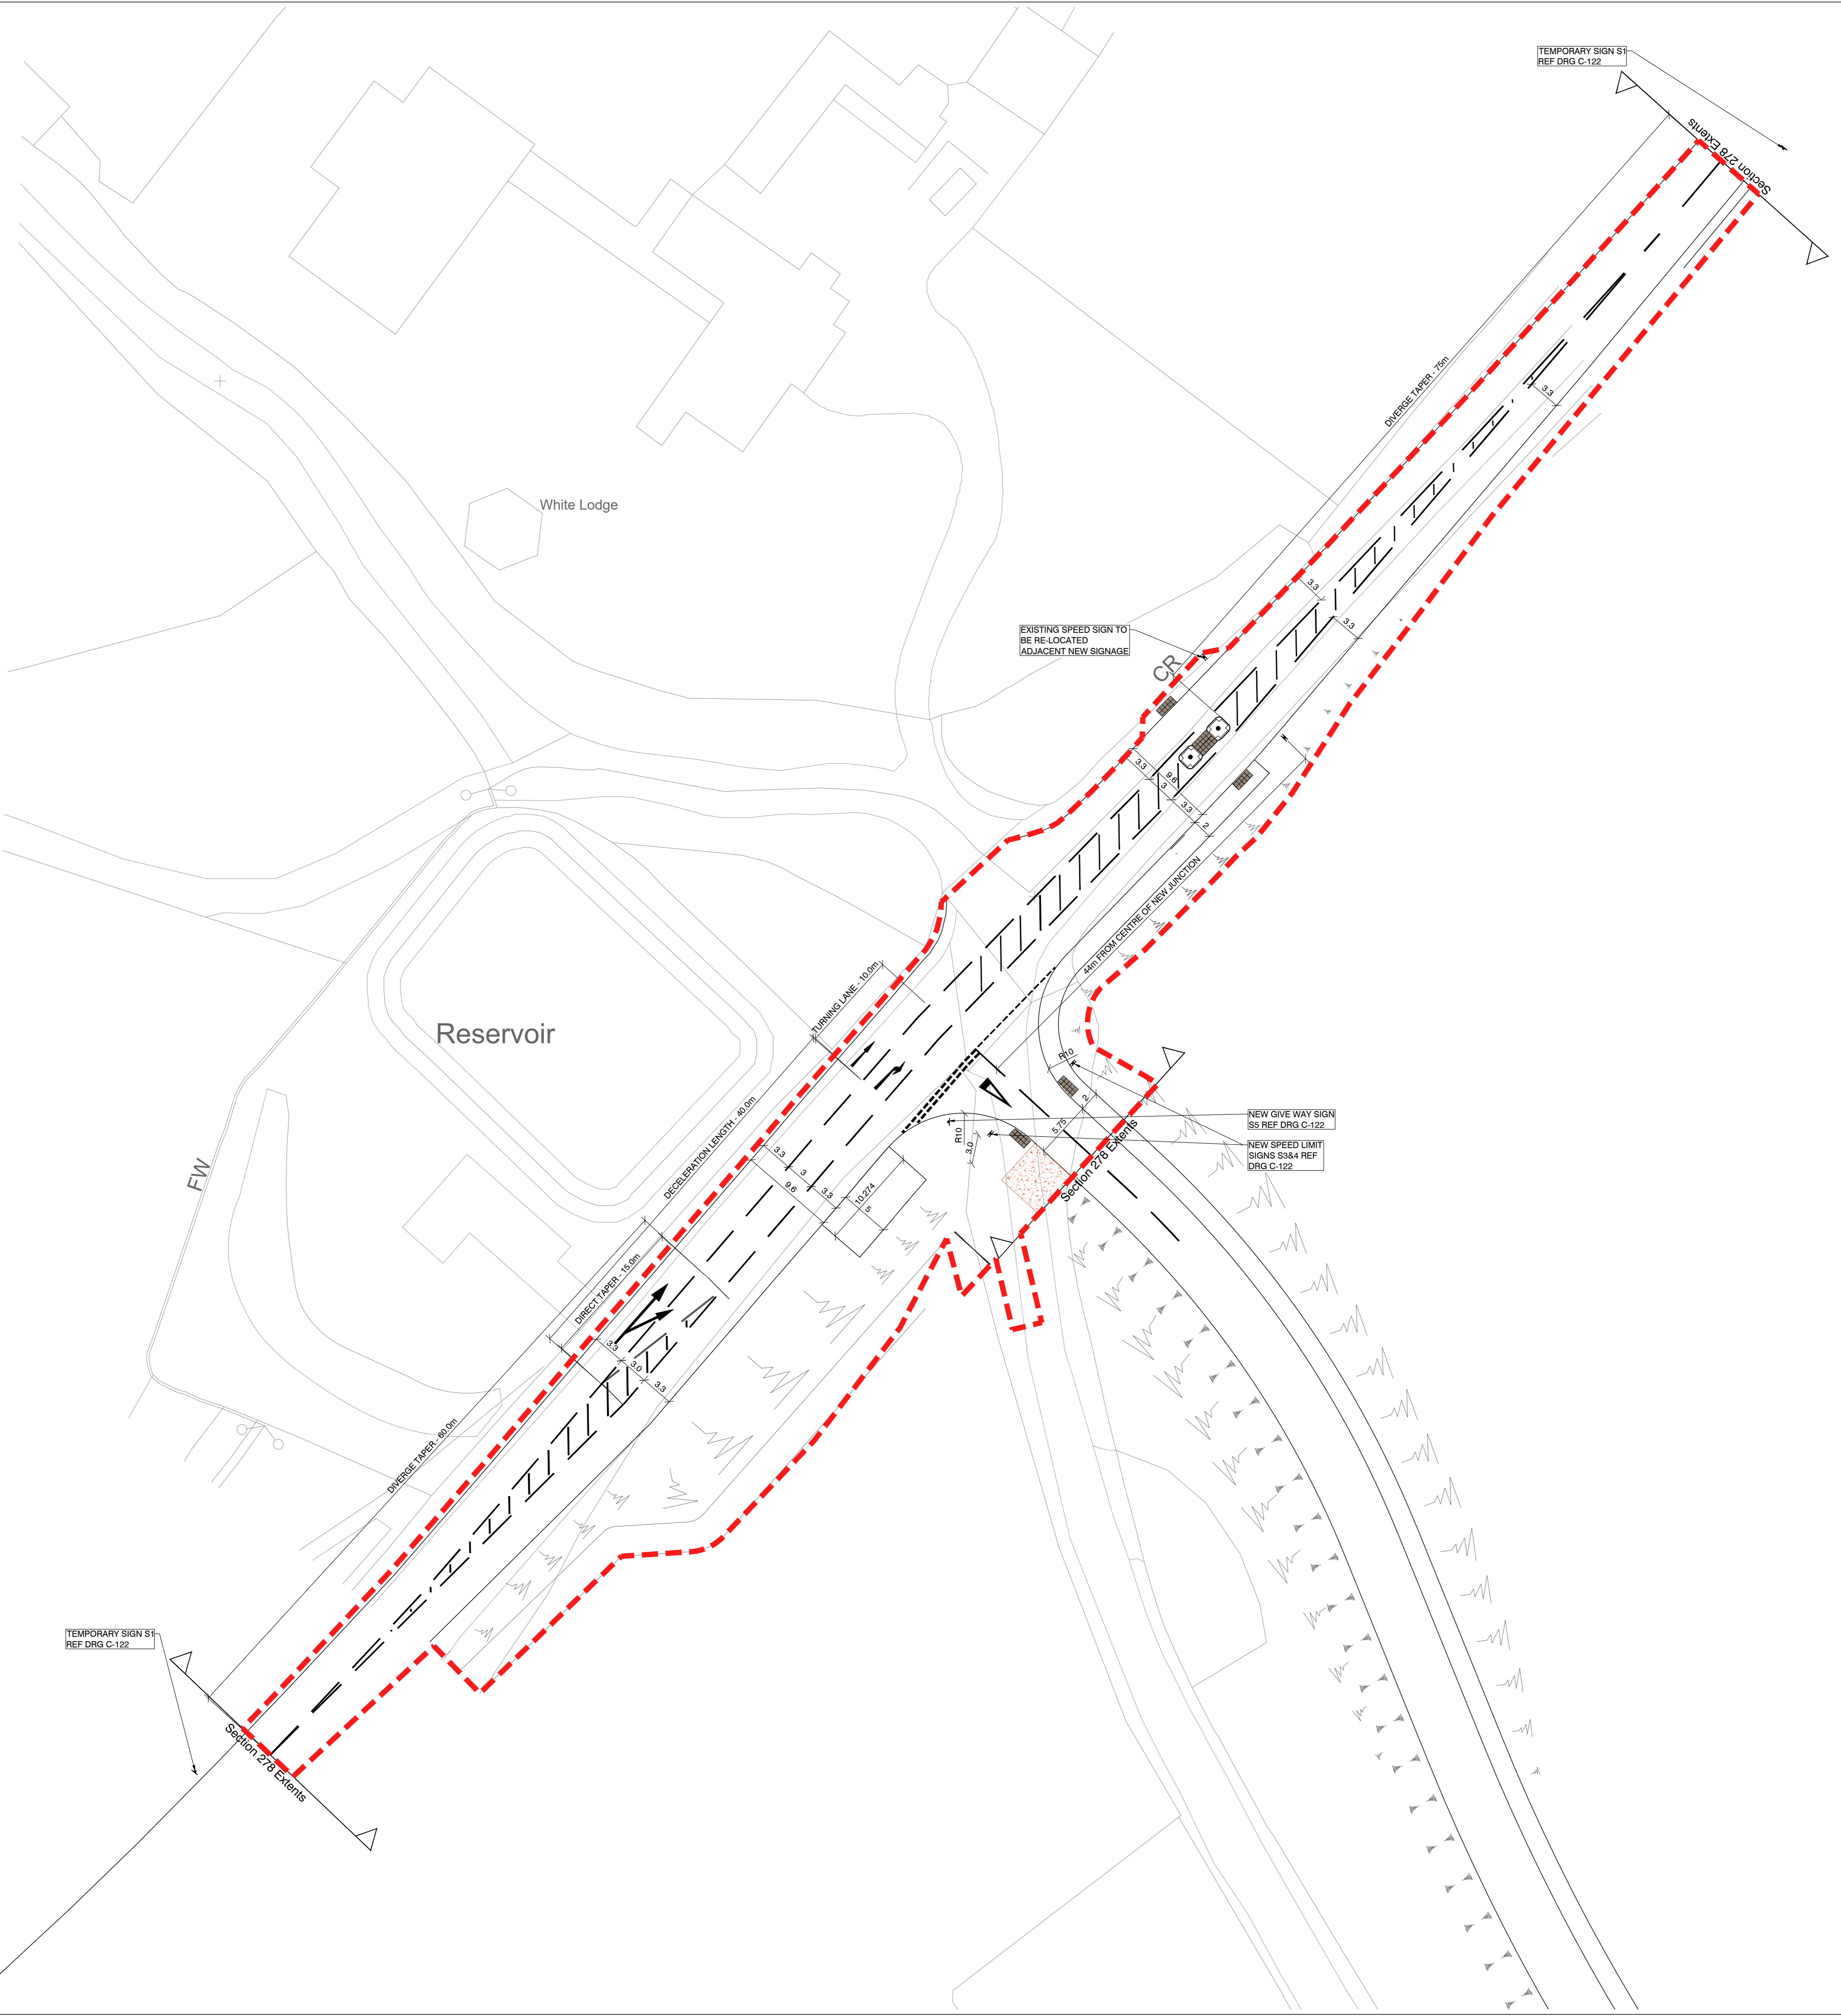 TEMPORARY SIGN S1
REF DRG C-122
Section 278 Extents
DIVERGE TAPER - 75m
3.3
White Lodge
3.3
3.3
EXISTING SPEED SIGN TO
BE RE-LOCATED
ADJACENT NEW SIGNAGE
CR
3.3
9.6
3
3.3
2
44m FROM CENTRE OF NEW JUNCTION
TURNING LANE - 10.0m
Reservoir
R10
DECELERATION LENGTH - 40.0m
2
NEW GIVE WAY SIGN
S5 REF DRG C-122
R10
5.75
3.0
NEW SPEED LIMIT
SIGNS S3&4 REF
DRG C-122
Section 278 Extents
FW
3.3
3
3.3
9.6
10.274
5
DIRECT TAPER - 15.0m
3.3
3.0
3.3
DIVERGE TAPER - 60.0m
TEMPORARY SIGN S1
REF DRG C-122
Section 278 Extents